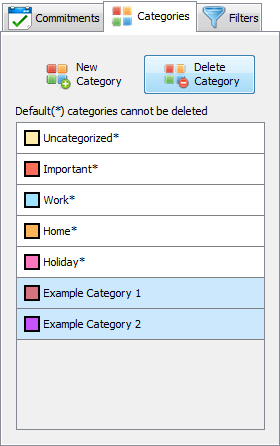 Commitments Categories Filters
New Category
Delete Category
Default(*) categories cannot be deleted
Uncategorized*
Important*
Work*
Home*
Holiday*
Example Category 1
Example Category 2